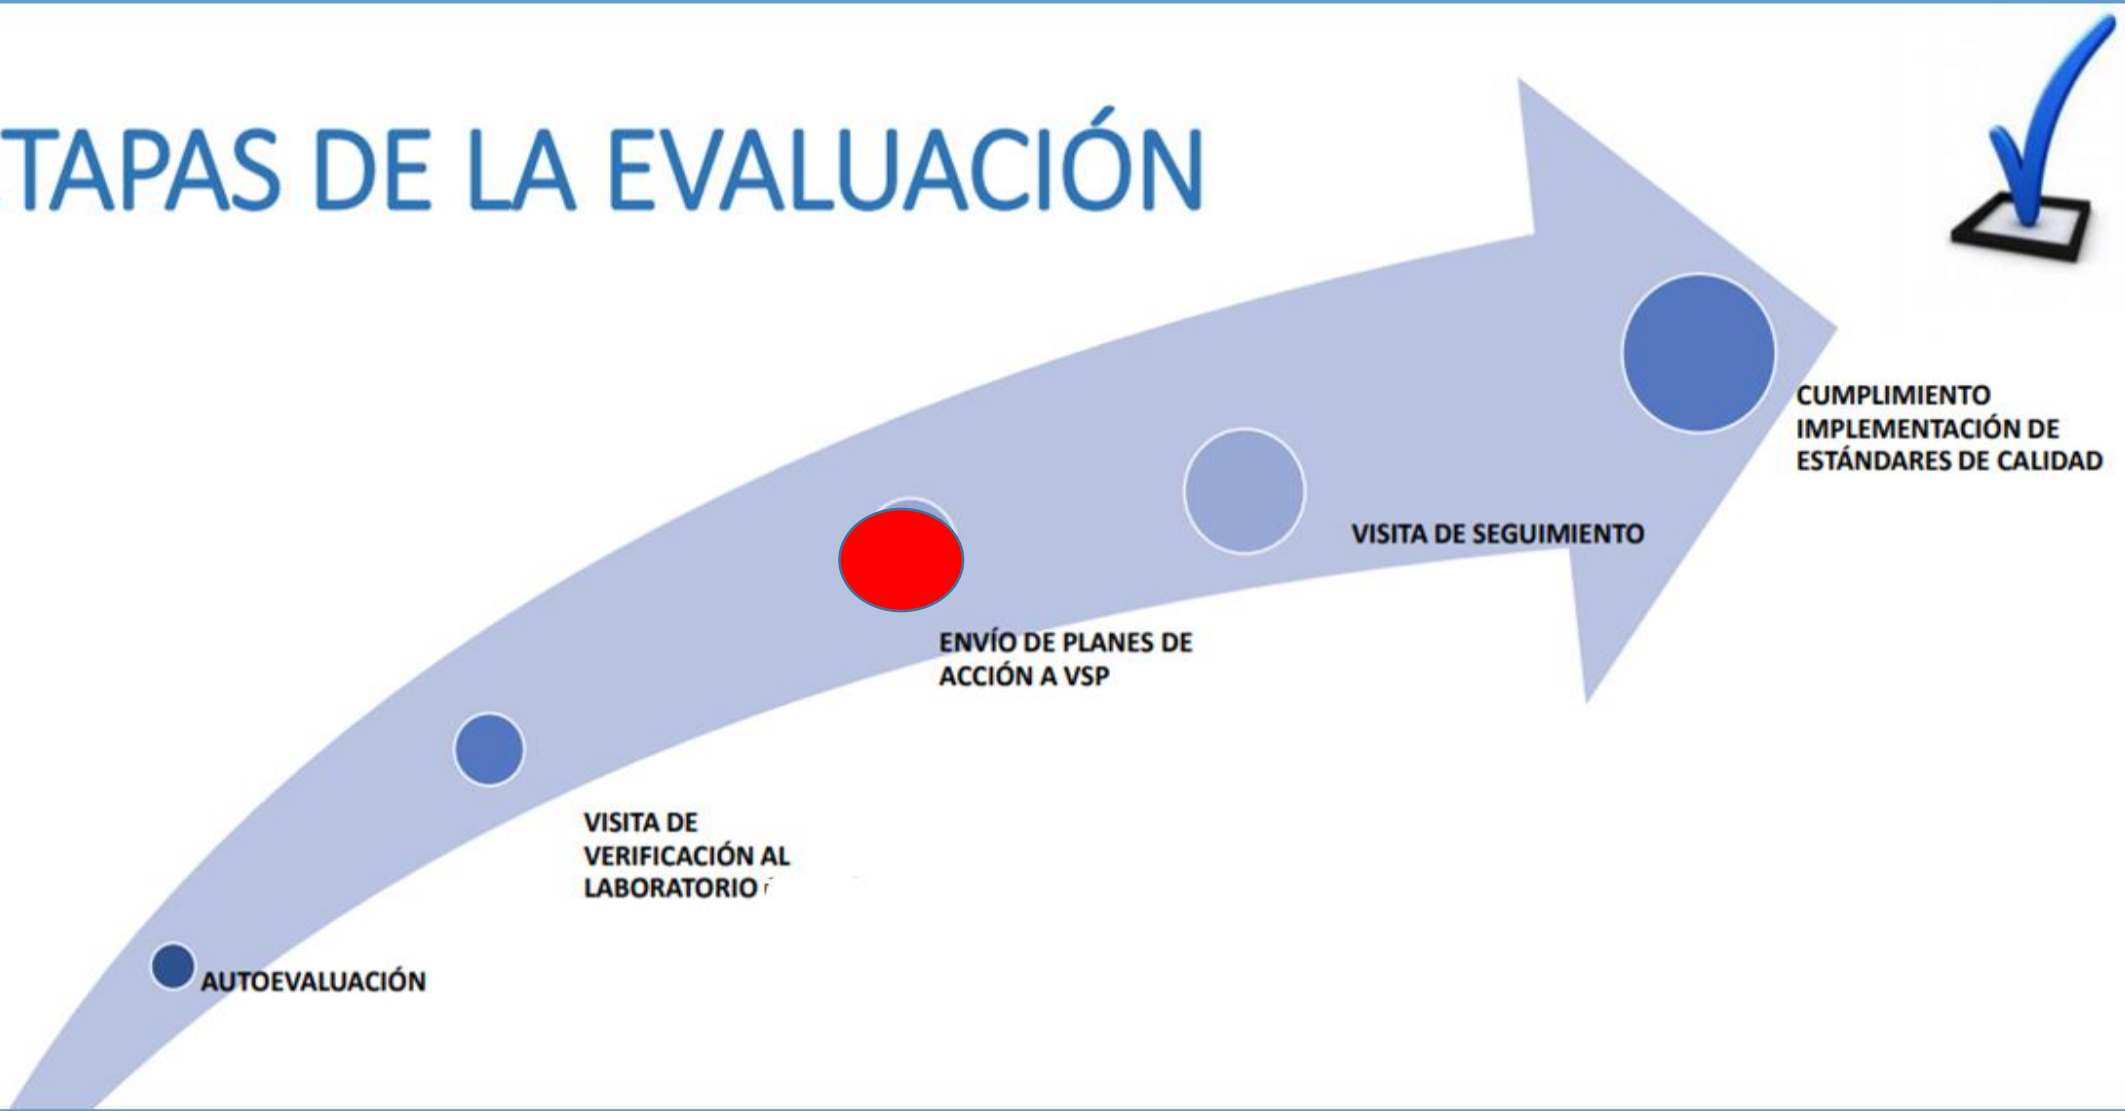 TAPAS DE LA EVALUACIÓN
CUMPLIMIENTO
IMPLEMENTACIÓN DE
ESTÁNDARES DE CALIDAD
VISITA DE SEGUIMIENTO
ENVÍO DE PLANES DE
ACCIÓN A VSP
VISITA DE
VERIFICACIÓN AL
LABORATORIO
AUTOEVALUACIÓN